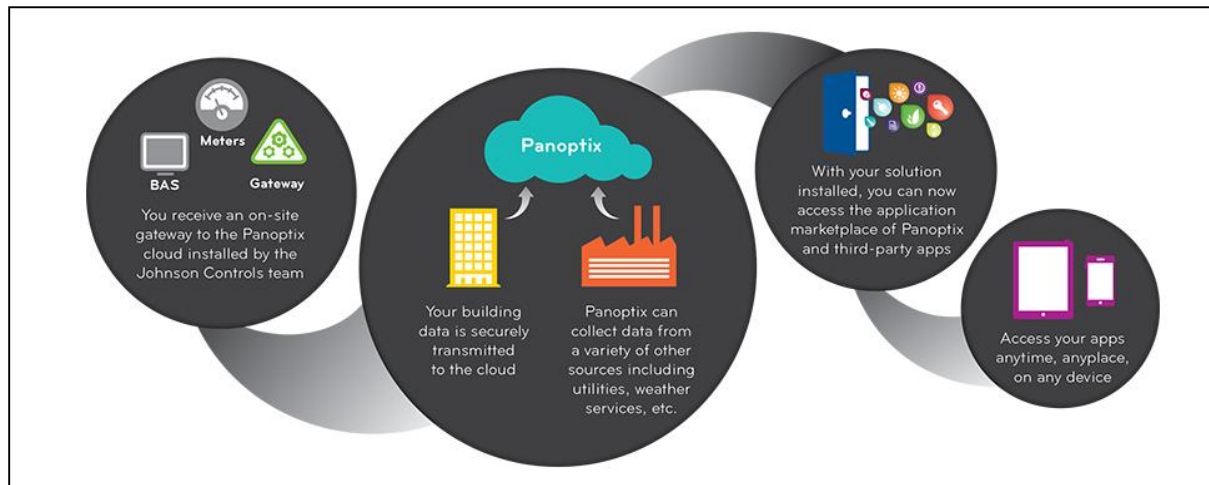 Meters
BAS
Gateway
You receive an on-site
gateway to the Panoptix
cloud installed by the
Johnson Controls team
Panoptix
Your building
data is securely
transmitted
to the cloud
Panoptix can
collect data from
a variety of other
sources including
utilities, weather
services, etc.
With your solution
installed, you can now
access the application
marketplace of Panoptix
and third-party apps
Access your apps
anytime, anyplace,
on any device